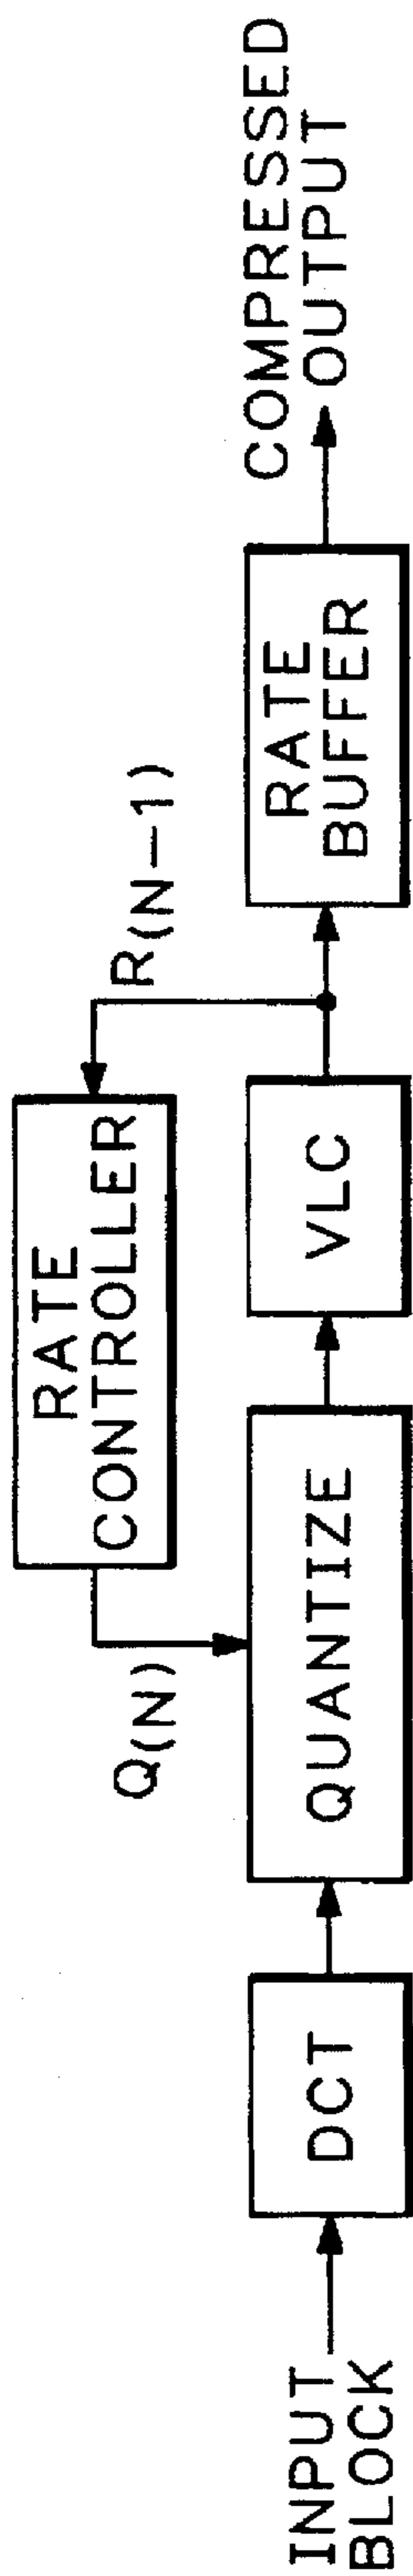 INPUT
BLOCK
DCT
QUANTIZE
VLC
RATE
BUFFER
COMPRESSED
OUTPUT
RATE
CONTROLLER
Q(N)
R(N-1)